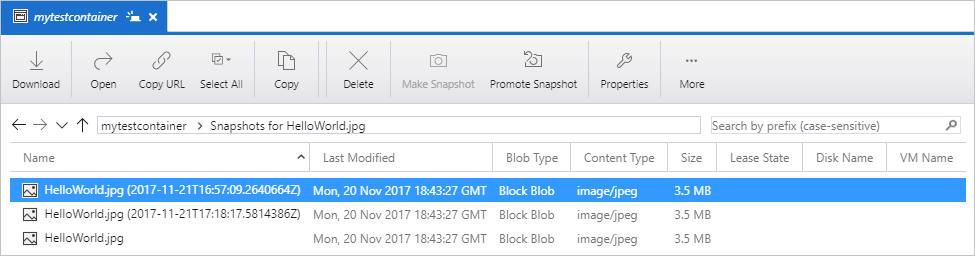 mytestcontainer
Download Open Copy URL Select All Copy Delete Make Snapshot Promote Snapshot Properties More
mytestcontainer > Snapshots for HelloWorld.jpg Search by prefix (case-sensitive)
Name Last Modified Blob Type Content Type Size Lease State Disk Name VM Name
HelloWorld.jpg (2017-11-21T16:57:09.2640664Z) Mon, 20 Nov 2017 18:43:27 GMT Block Blob image/jpeg 3.5 MB
HelloWorld.jpg (2017-11-21T17:18:17.5814386Z) Mon, 20 Nov 2017 18:43:27 GMT Block Blob image/jpeg 3.5 MB
HelloWorld.jpg Mon, 20 Nov 2017 18:43:27 GMT Block Blob image/jpeg 3.5 MB